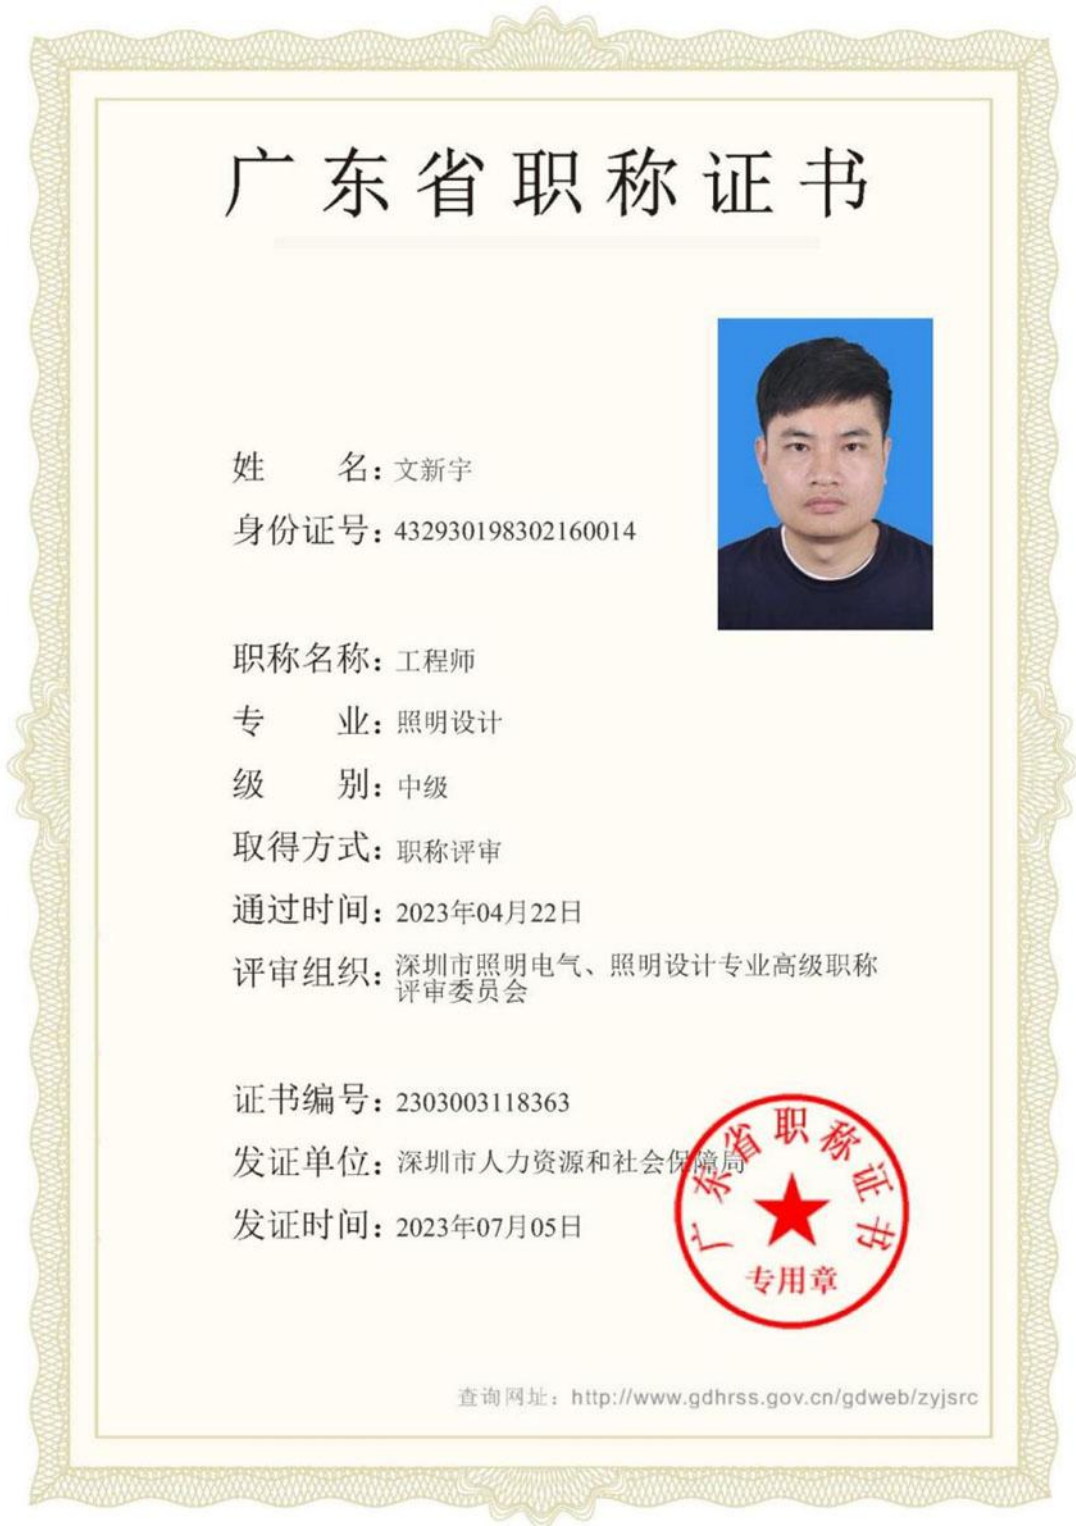 广东省职称证书
姓名：文新宇
身份证号：432930198302160014
职称名称：工程师
专业：照明设计
级别：中级
取得方式：职称评审
通过时间：2023年04月22日
评审组织：深圳市照明电气、照明设计专业高级职称
评审委员会
证书编号：2303003118363
发证单位：深圳市人力资源和社会保障局
发证时间：2023年07月05日
广东省职称证书
专用章
查询网址：http://www.gdhrss.gov.cn/gdweb/zyjsrc